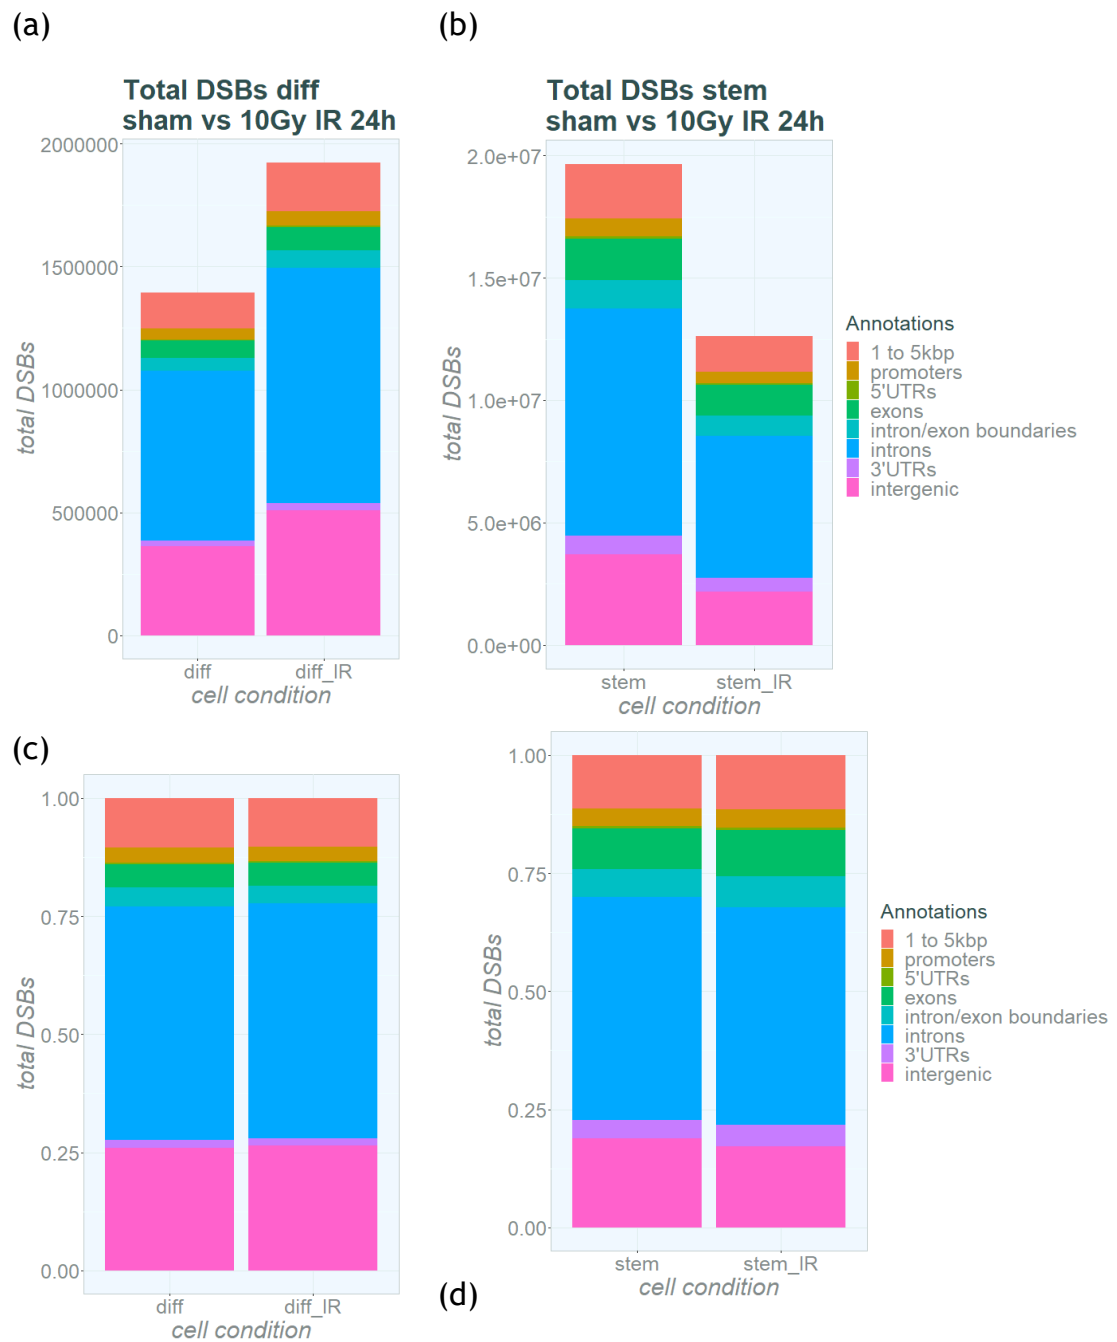 (a)
Total DSBs diff
sham vs 10Gy IR 24h
2000000
1500000
1000000
500000
0
total DSBs
diff
diff_IR
cell condition
(b)
Total DSBs stem
sham vs 10Gy IR 24h
2.0e+07
1.5e+07
1.0e+07
5.0e+06
0.0e+00
total DSBs
stem
stem_IR
cell condition
Annotations
1 to 5kbp
promoters
5'UTRs
exons
intron/exon boundaries
introns
3'UTRs
intergenic
(c)
1.00
0.75
0.50
0.25
0.00
total DSBs
diff
diff_IR
cell condition
1.00
0.75
0.50
0.25
0.00
total DSBs
stem
stem_IR
cell condition
(d)
Annotations
1 to 5kbp
promoters
5'UTRs
exons
intron/exon boundaries
introns
3'UTRs
intergenic